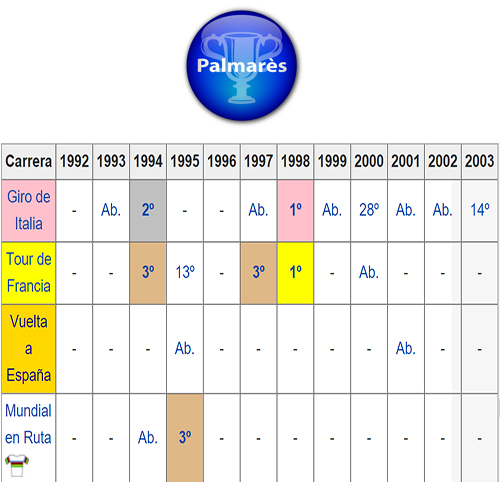 Palmarès
Carrera 1992 1993 1994 1995 1996 1997 1998 1999 2000 2001 2002 2003
Giro de
Italia - Ab. 2º - - Ab. 1º Ab. 28º Ab. Ab. 14º
Tour de
Francia - - 3º 13º - 3º 1º - Ab. - - -
Vuelta
a
España - - - Ab. - - - - - Ab. - -
Mundial
en Ruta - - Ab. 3º - - - - - - - -